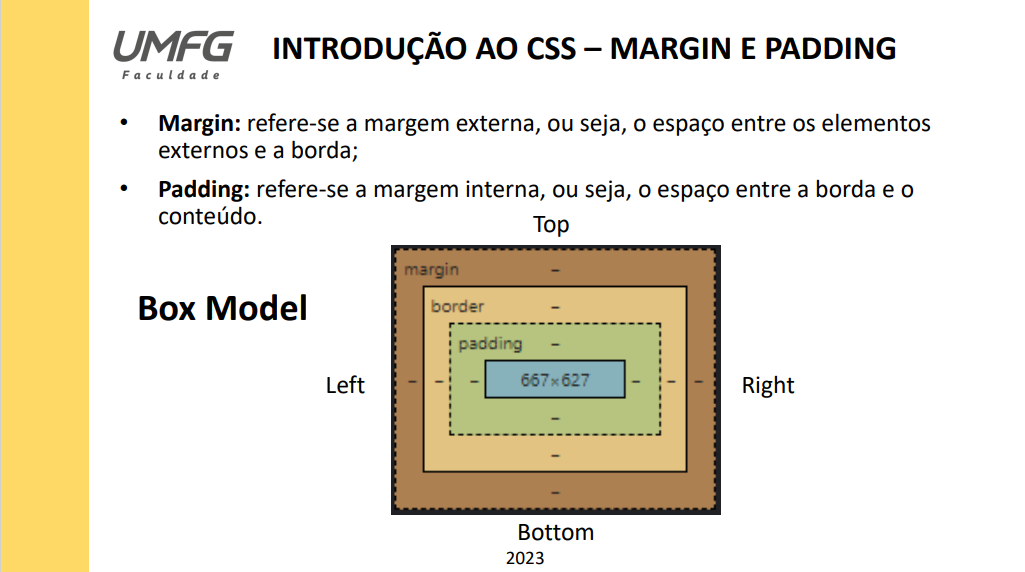 UMFG
Faculdade
INTRODUÇÃO AO CSS – MARGIN E PADDING
• Margin: refere-se a margem externa, ou seja, o espaço entre os elementos
externos e a borda;
• Padding: refere-se a margem interna, ou seja, o espaço entre a borda e o
conteúdo.
Top
margin –
Box Model
border –
padding –
Left
– – – 667×627 – – –
Right
–
–
–
Bottom
2023